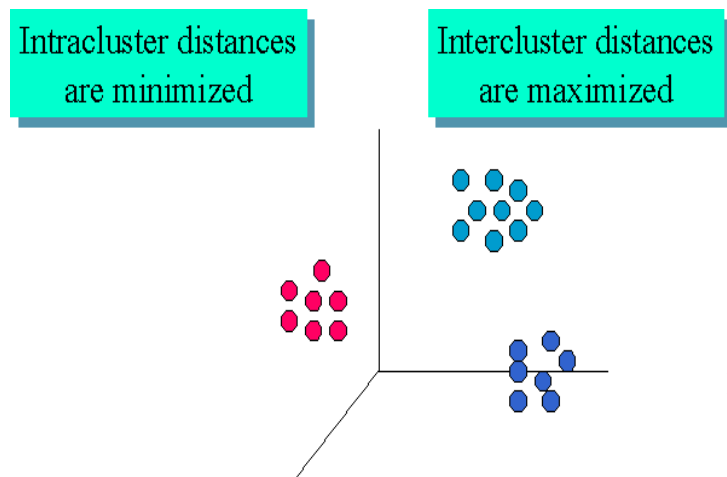 Intracluster distances
are minimized
Intercluster distances
are maximized